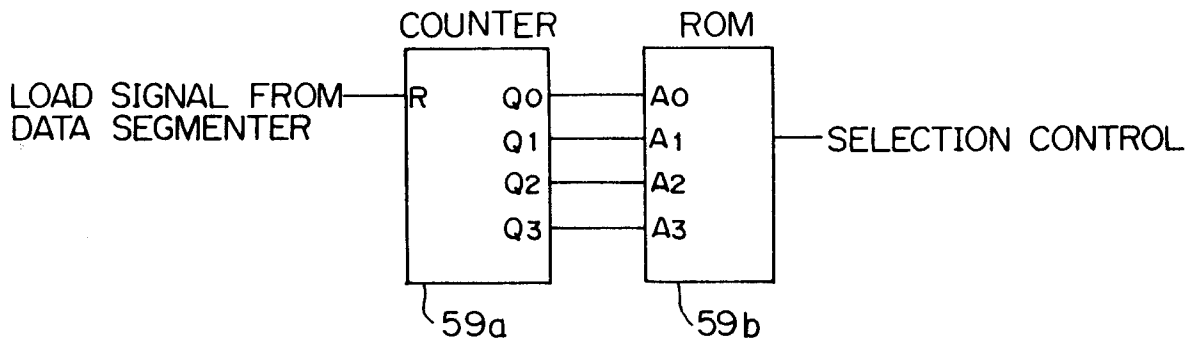 COUNTER
ROM
LOAD SIGNAL FROM
DATA SEGMENTER
R
Q0
Q1
Q2
Q3
A0
A1
A2
A3
SELECTION CONTROL
59a
59b